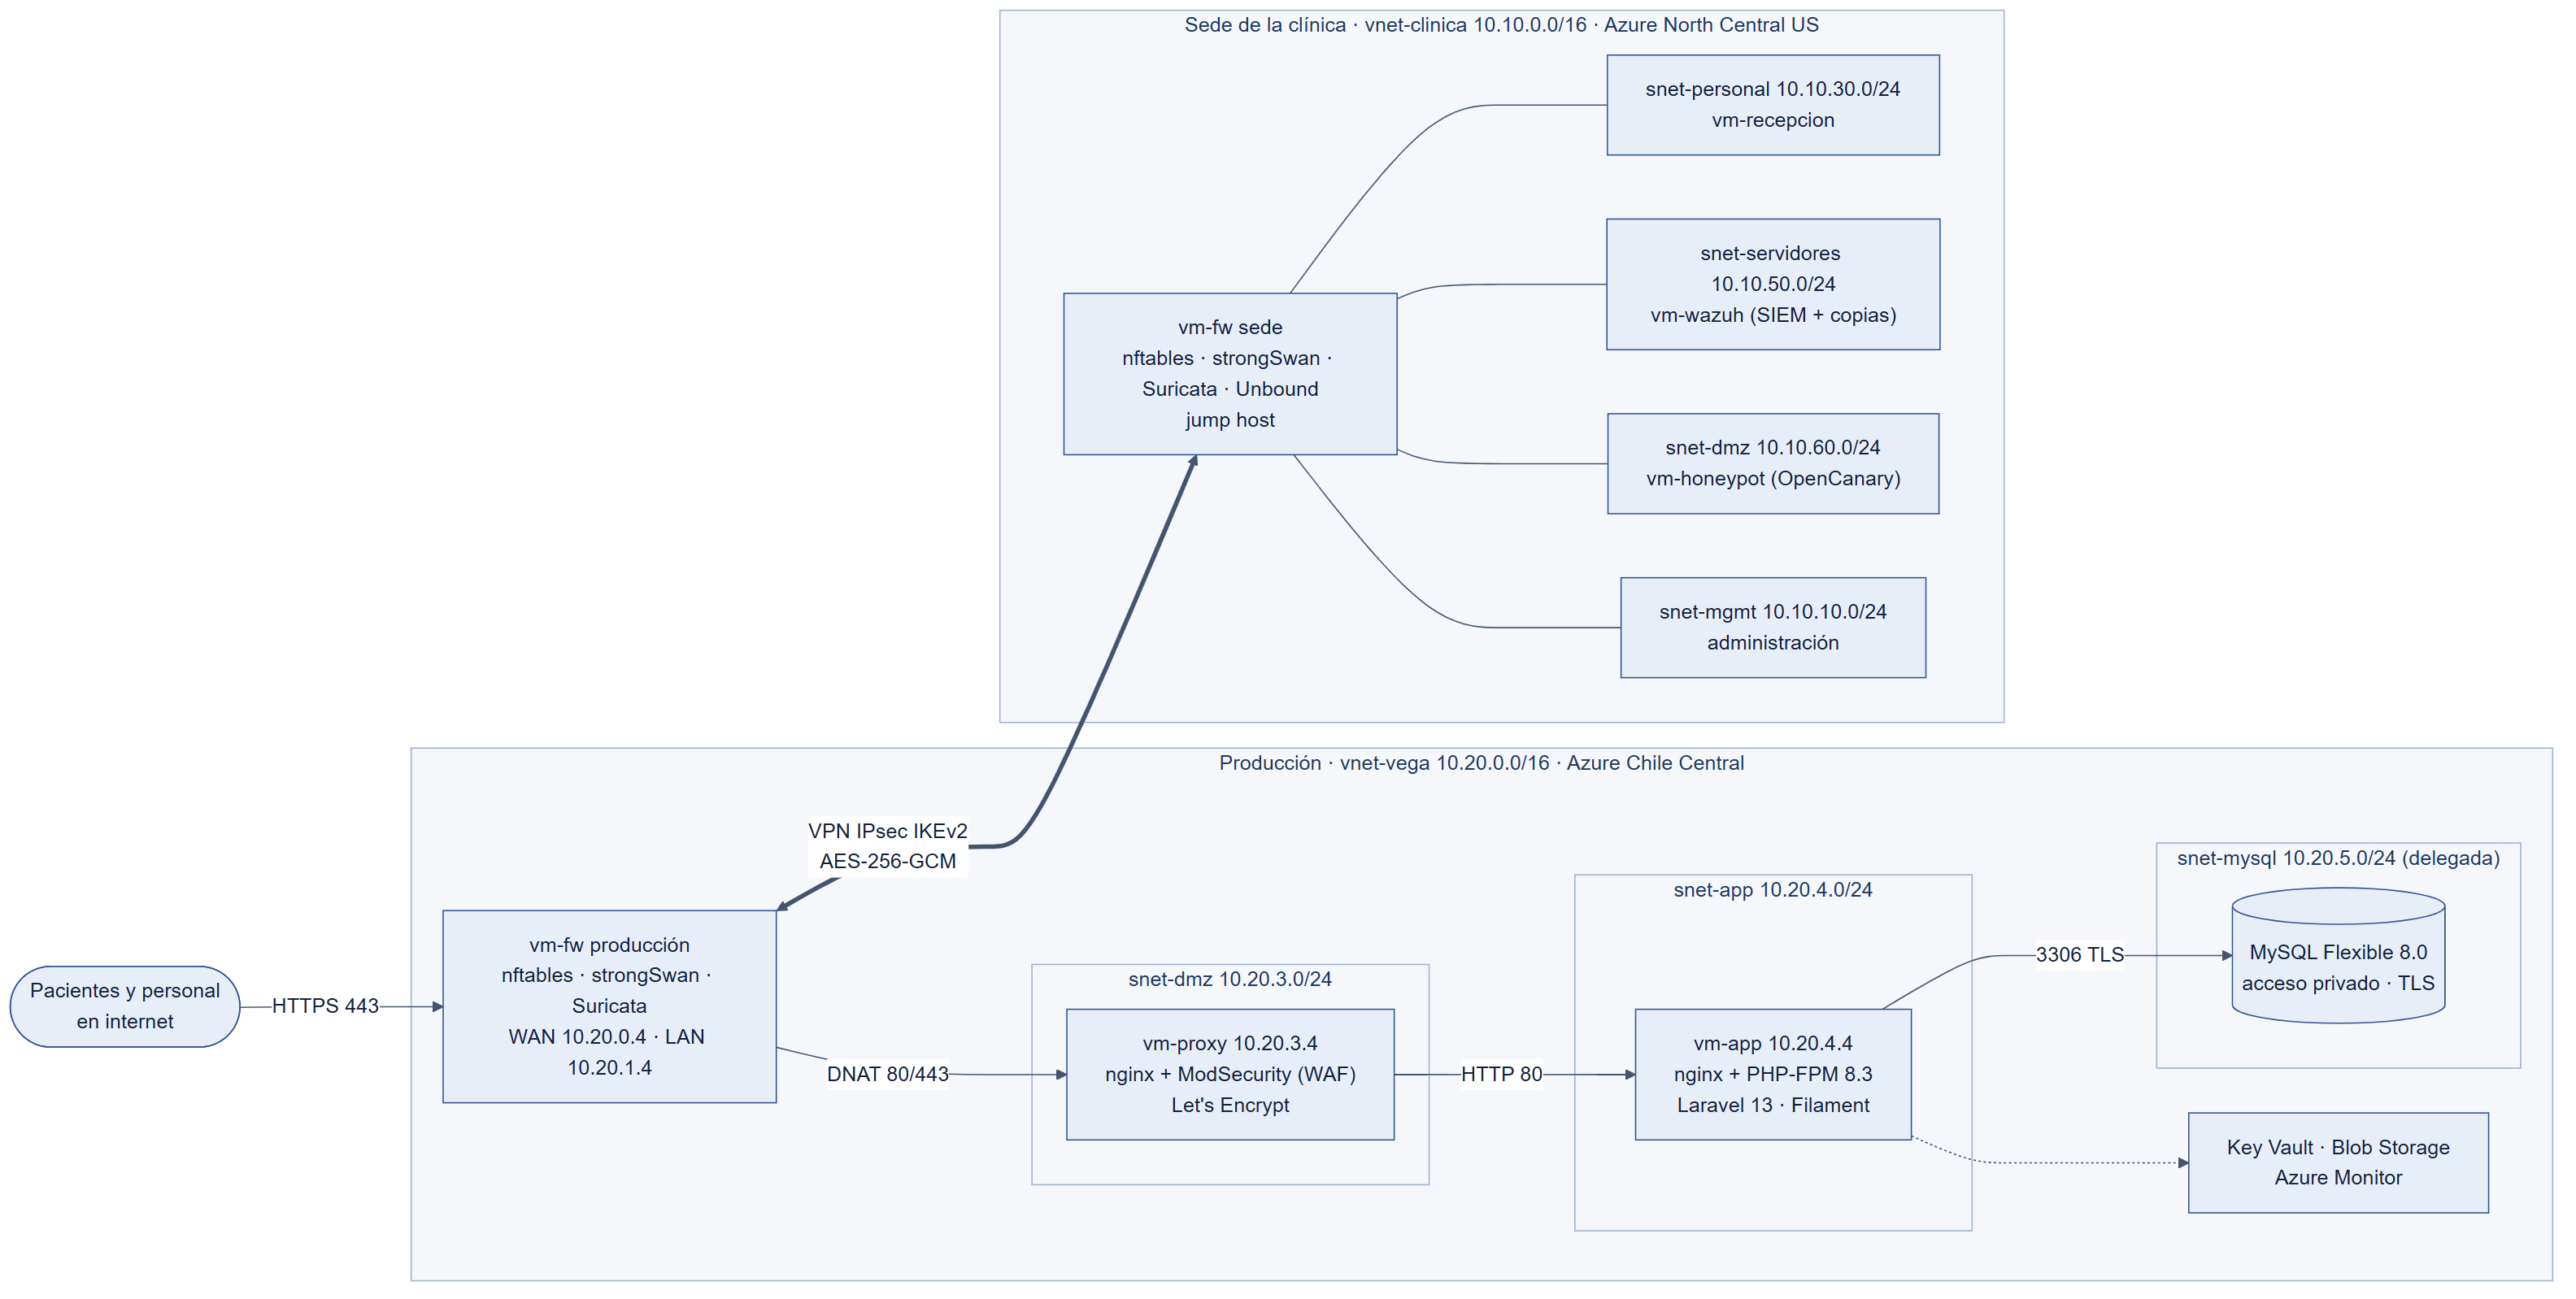 Sede de la clínica · vnet-clinica 10.10.0.0/16 · Azure North Central US
snet-personal 10.10.30.0/24
vm-recepcion
snet-servidores
10.10.50.0/24
vm-wazuh (SIEM + copias)
vm-fw sede
nftables · strongSwan ·
Suricata · Unbound
jump host
snet-dmz 10.10.60.0/24
vm-honeypot (OpenCanary)
snet-mgmt 10.10.10.0/24
administración
Producción · vnet-vega 10.20.0.0/16 · Azure Chile Central
VPN IPsec IKEv2
AES-256-GCM
Pacientes y personal
en internet
HTTPS 443
vm-fw producción
nftables · strongSwan ·
Suricata
WAN 10.20.0.4 · LAN
10.20.1.4
DNAT 80/443
snet-dmz 10.20.3.0/24
vm-proxy 10.20.3.4
nginx + ModSecurity (WAF)
Let's Encrypt
HTTP 80
snet-app 10.20.4.0/24
vm-app 10.20.4.4
nginx + PHP-FPM 8.3
Laravel 13 · Filament
3306 TLS
snet-mysql 10.20.5.0/24 (delegada)
MySQL Flexible 8.0
acceso privado · TLS
Key Vault · Blob Storage
Azure Monitor